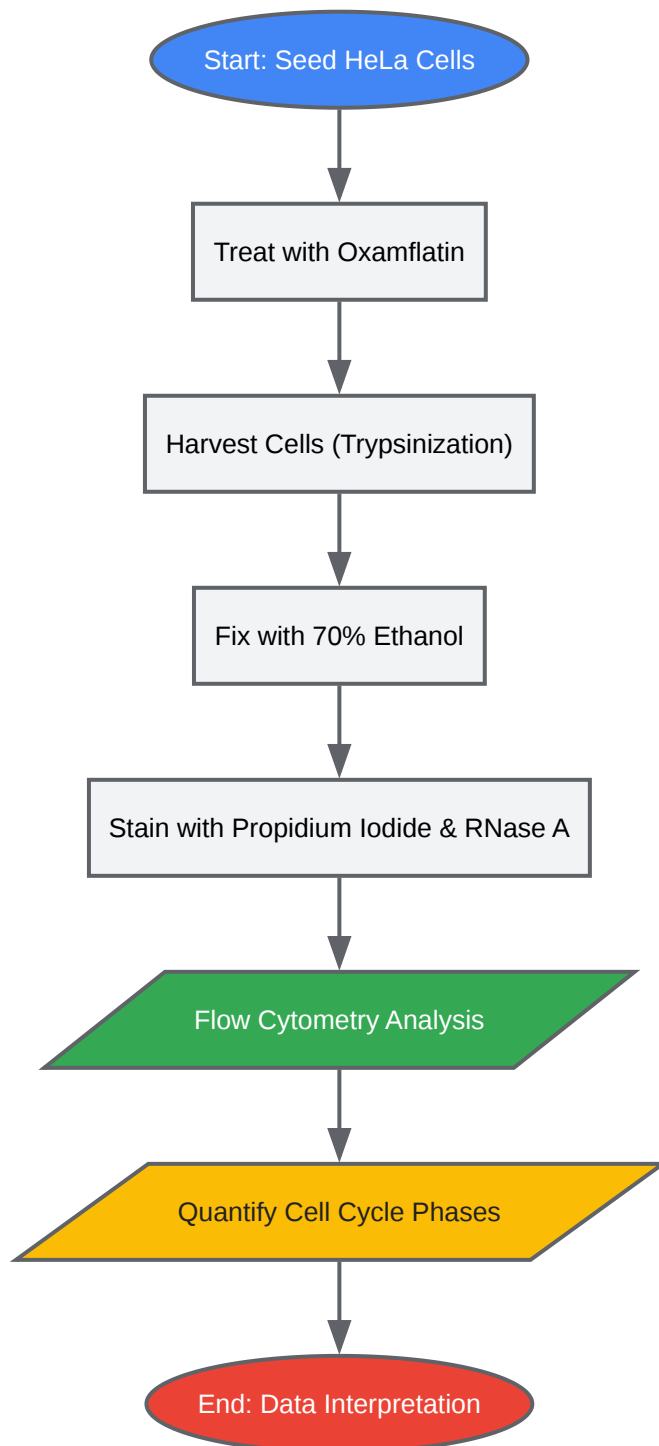 Start: Seed HeLa Cells
Treat with Oxamflatin
Harvest Cells (Trypsinization)
Fix with 70% Ethanol
Stain with Propidium Iodide & RNase A
Flow Cytometry Analysis
Quantify Cell Cycle Phases
End: Data Interpretation